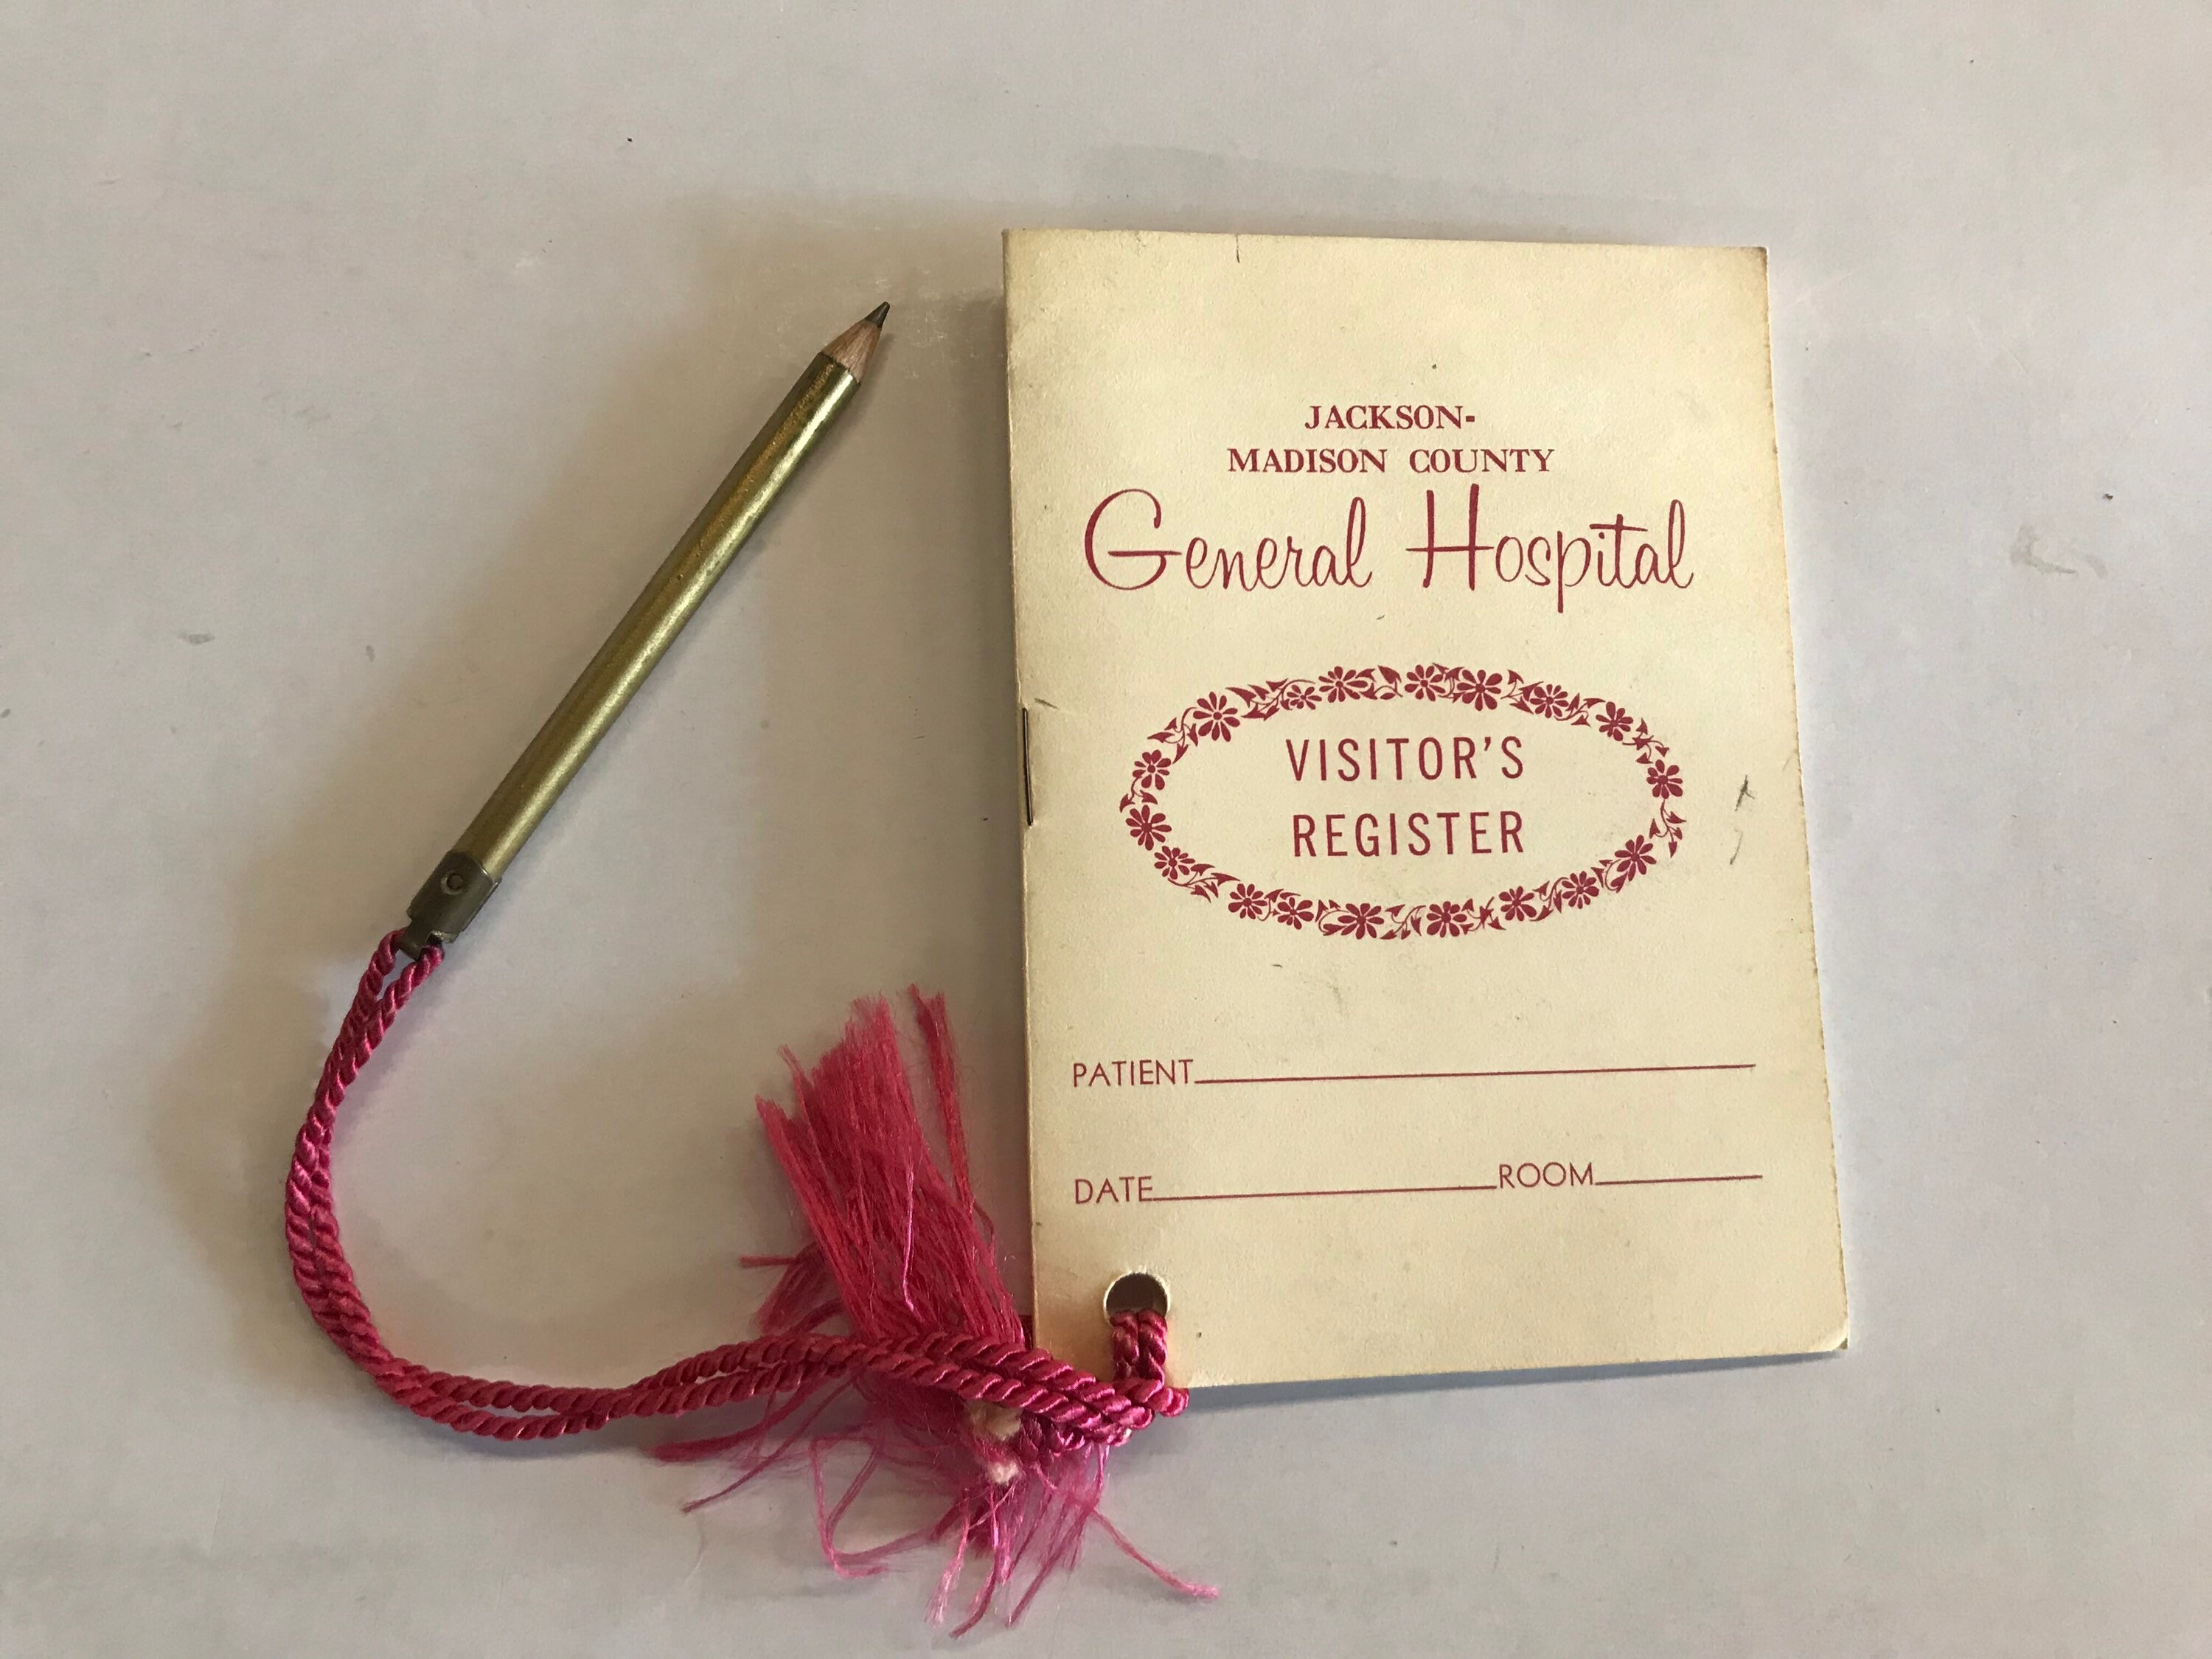 JACKSON-
MADISON COUNTY
General Hospital
VISITOR'S
REGISTER
PATIENT
DATE ROOM